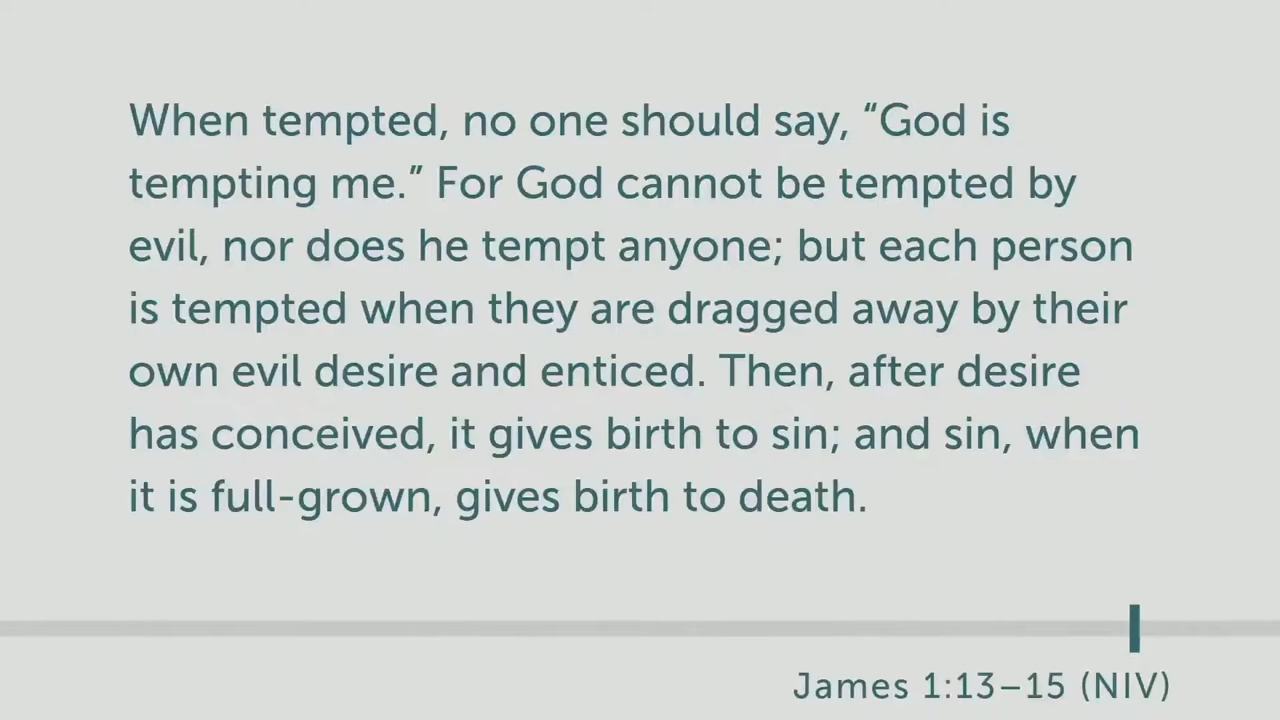 When tempted, no one should say, “God is
tempting me.” For God cannot be tempted by
evil, nor does he tempt anyone; but each person
is tempted when they are dragged away by their
own evil desire and enticed. Then, after desire
has conceived, it gives birth to sin; and sin, when
it is full-grown, gives birth to death.
James 1:13–15 (NIV)